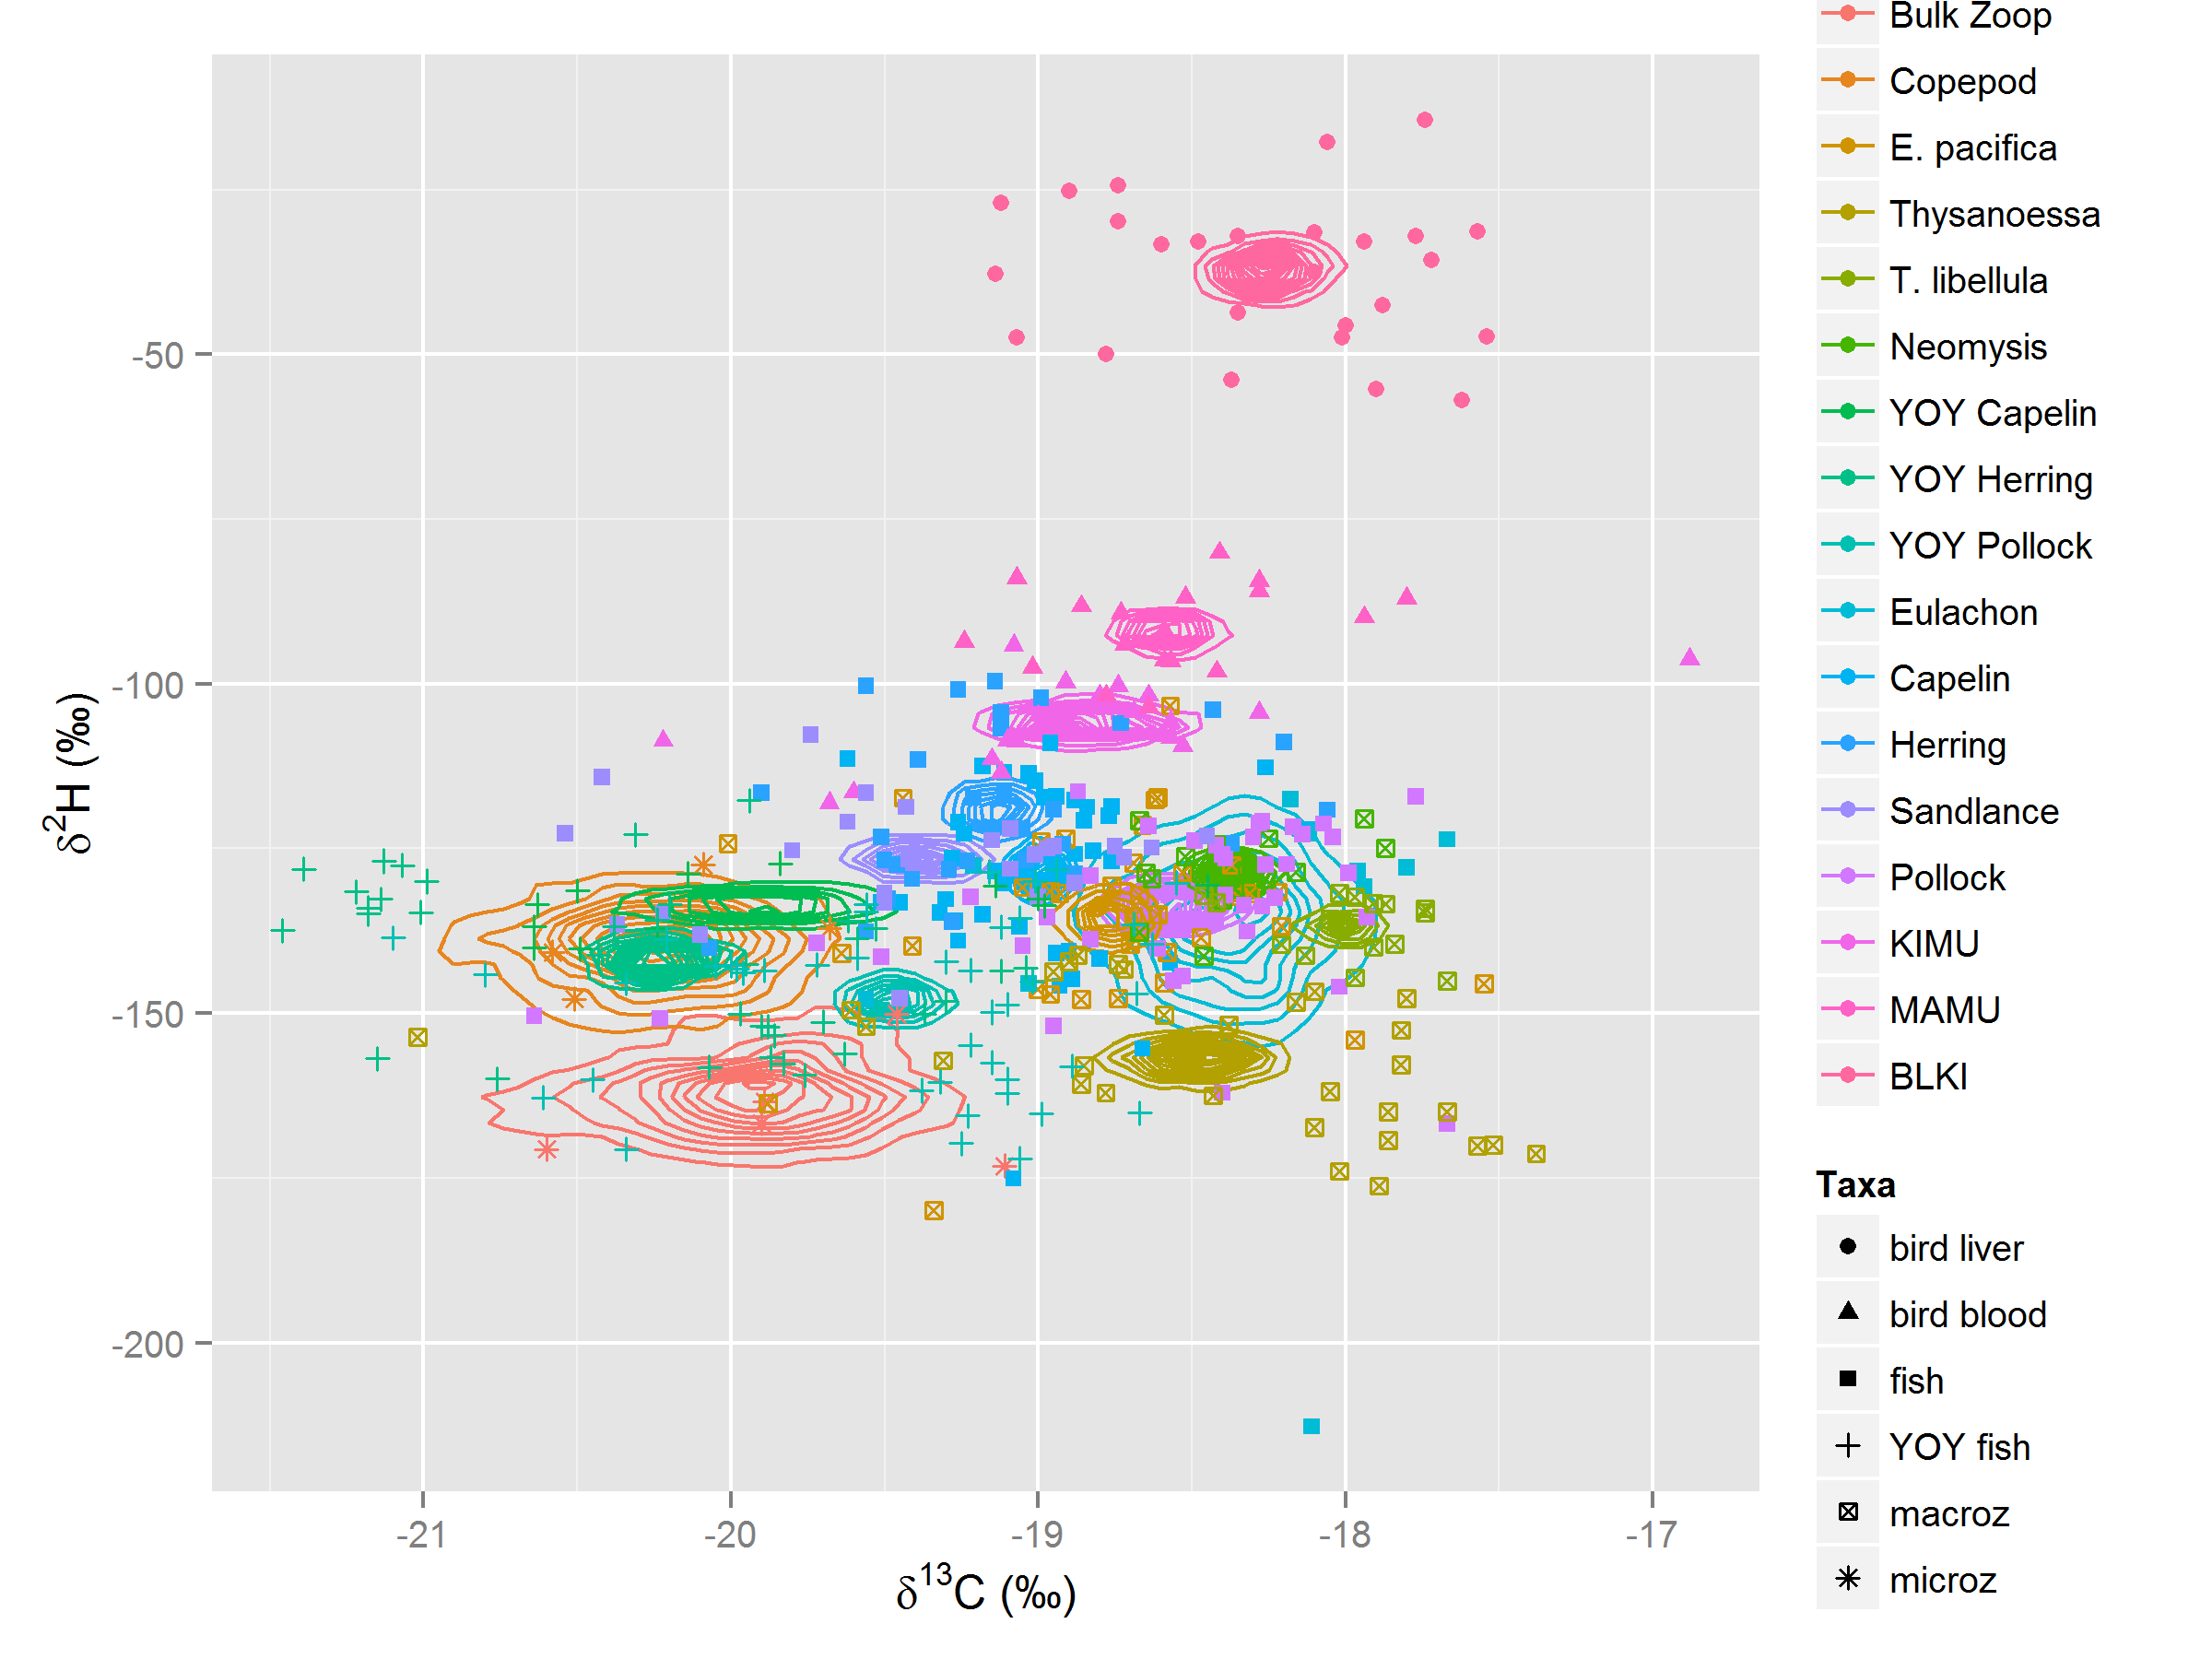 -50
-100
-150
-200
δ2H (‰)
-21
-20
-19
-18
-17
δ13C (‰)
Bulk Zoop
Copepod
E. pacifica
Thysanoessa
T. libellula
Neomysis
YOY Capelin
YOY Herring
YOY Pollock
Eulachon
Capelin
Herring
Sandlance
Pollock
KIMU
MAMU
BLKI
Taxa
bird liver
bird blood
fish
YOY fish
macroz
microz